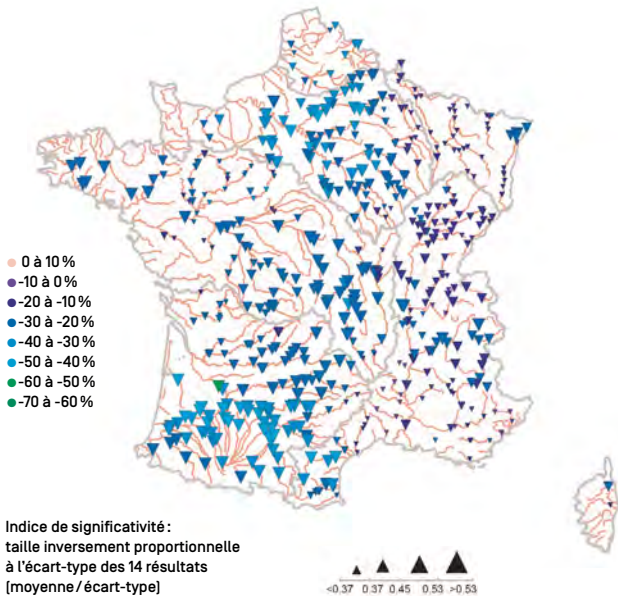 0 à 10 %
-10 à 0 %
-20 à -10 %
-30 à -20 %
-40 à -30 %
-50 à -40 %
-60 à -50 %
-70 à -60 %
Indice de significativité :
taille inversement proportionnelle
à l'écart-type des 14 résultats
(moyenne / écart-type)
<0.37 0.37 0.45 0.53 >0.53